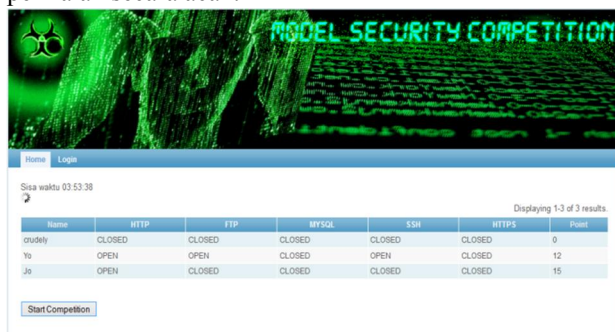 MODEL SECURITY COMPETITION
Home Login
Sisa waktu 03:53:38
Displaying 1-3 of 3 results.
Name HTTP FTP MYSQL SSH HTTPS Point
crudely CLOSED CLOSED CLOSED CLOSED CLOSED 0
Yo OPEN OPEN CLOSED OPEN CLOSED 12
Jo OPEN CLOSED CLOSED CLOSED CLOSED 15
Start Competition